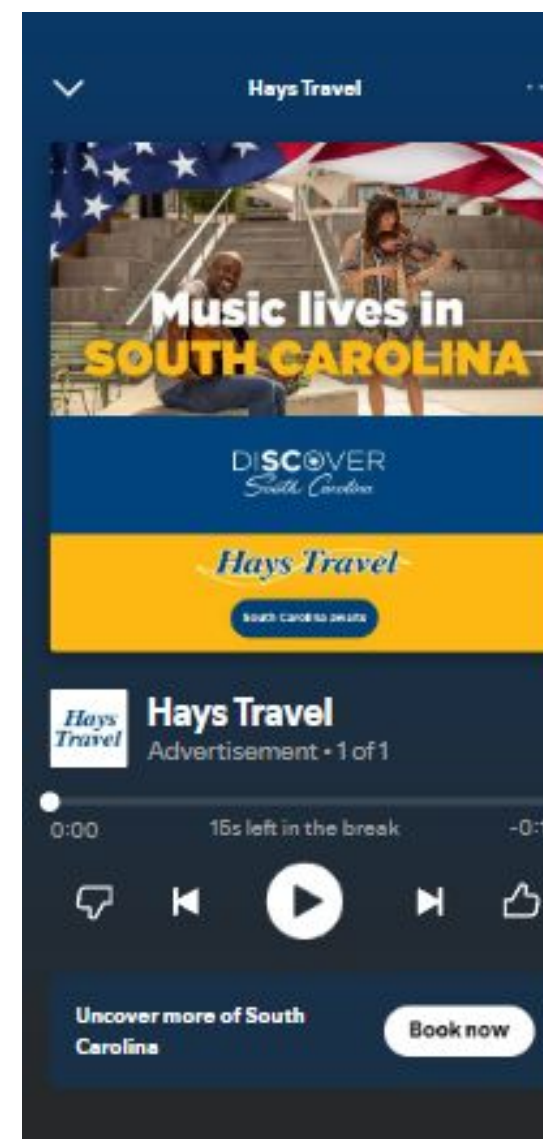 Hays Travel
Music lives in
SOUTH CAROLINA
DISCOVER
South Carolina
Hays Travel
South Carolina awaits
Hays
Travel
Hays Travel
Advertisement • 1 of 1
0:00
15s left in the break
Uncover more of South
Carolina
Book now